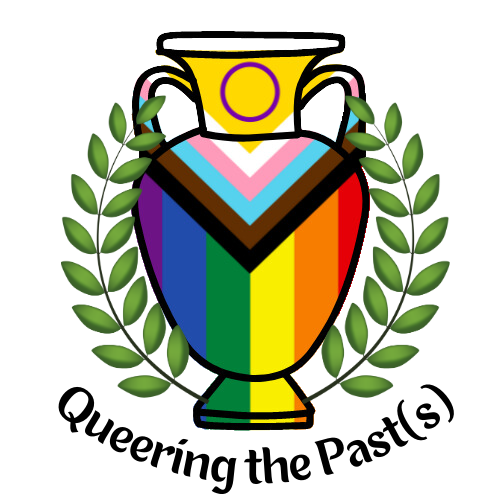 Queering the Past(s)